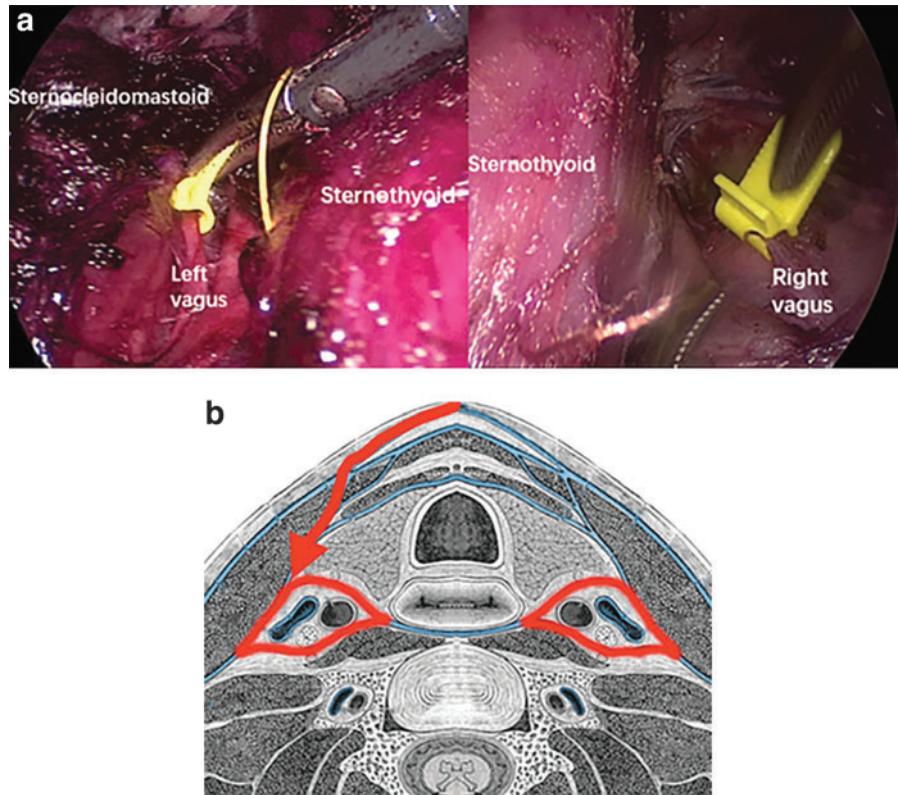 a
Sternocleidomastoid
Sternothyoid
Left
vagus
Sternothyoid
Right
vagus
b